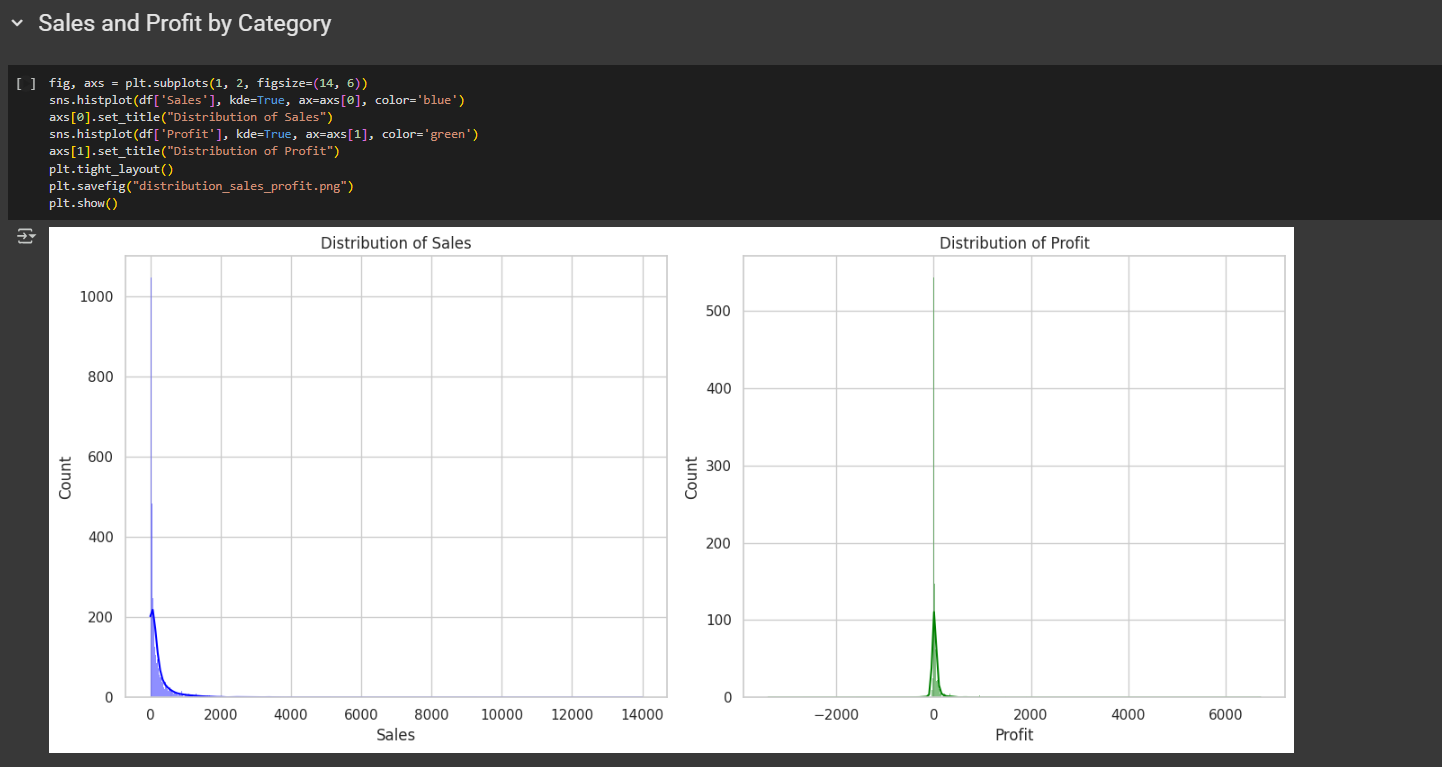 Sales and Profit by Category
[ ] fig, axs = plt.subplots(1, 2, figsize=(14, 6))
sns.histplot(df['Sales'], kde=True, ax=axs[0], color='blue')
axs[0].set_title("Distribution of Sales")
sns.histplot(df['Profit'], kde=True, ax=axs[1], color='green')
axs[1].set_title("Distribution of Profit")
plt.tight_layout()
plt.savefig("distribution_sales_profit.png")
plt.show()
Distribution of Sales
1000
800
600
400
200
0
Count
0 2000 4000 6000 8000 10000 12000 14000
Sales
Distribution of Profit
500
400
300
200
100
0
Count
−2000 0 2000 4000 6000
Profit